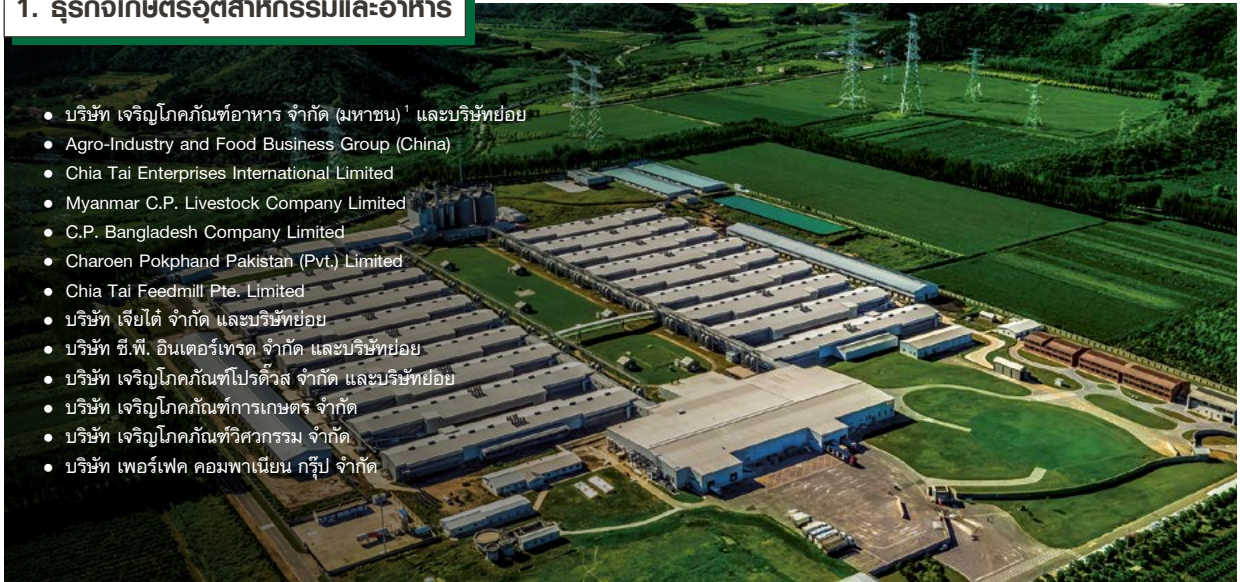 1. ธุรกิจเกษตรอุตสาหกรรมและอาหาร
• บริษัท เจริญโภคภัณฑ์อาหาร จำกัด (มหาชน) ¹ และบริษัทย่อย
• Agro-Industry and Food Business Group (China)
• Chia Tai Enterprises International Limited
• Myanmar C.P. Livestock Company Limited
• C.P. Bangladesh Company Limited
• Charoen Pokphand Pakistan (Pvt.) Limited
• Chia Tai Feedmill Pte. Limited
• บริษัท เจียไต๋ จำกัด และบริษัทย่อย
• บริษัท ซี.พี. อินเตอร์เทรด จำกัด และบริษัทย่อย
• บริษัท เจริญโภคภัณฑ์โปรดิ๊วส จำกัด และบริษัทย่อย
• บริษัท เจริญโภคภัณฑ์การเกษตร จำกัด
• บริษัท เจริญโภคภัณฑ์วิศวกรรม จำกัด
• บริษัท เพอร์เฟค คอมพาเนียน กรุ๊ป จำกัด